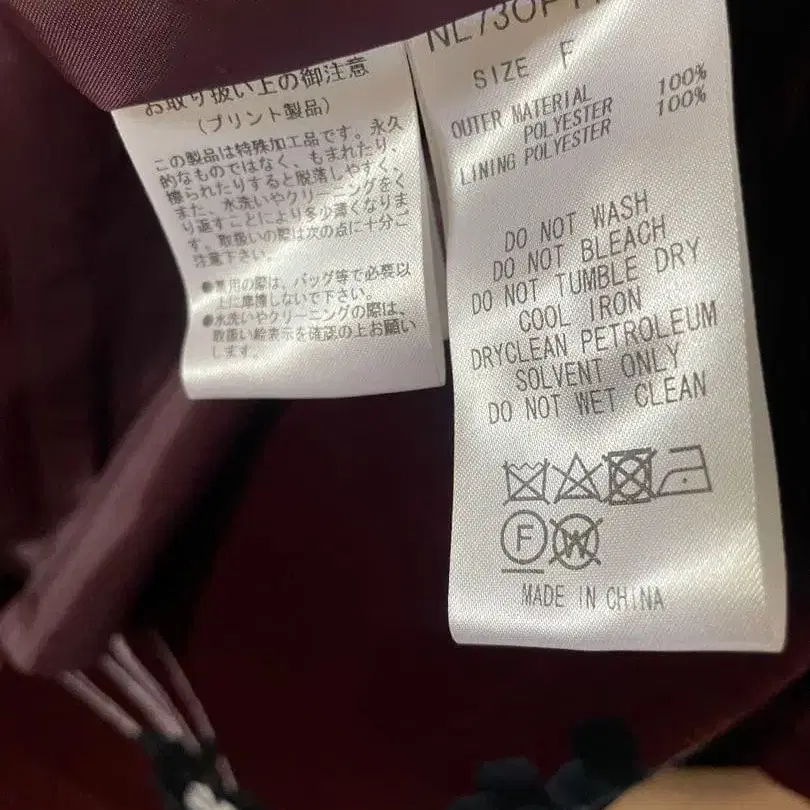 お取り扱い上の御注意
（プリント製品）
この製品は特殊加工品です。永久
的なものではなく、もまれたり、
擦られたりすると脱落しやすく、
また、水洗いやクリーニングをく
り返すことにより多少薄くなりま
す。取扱いの際は次の点に十分ご
注意下さい。
●着用の際は、バッグ等で必要以
上に摩擦しないで下さい。
●水洗いやクリーニングの際は、
取扱い絵表示を確認の上お願い
します。
SIZE F
OUTER MATERIAL
POLYESTER 100%
LINING POLYESTER 100%
DO NOT WASH
DO NOT BLEACH
DO NOT TUMBLE DRY
COOL IRON
DRYCLEAN PETROLEUM
SOLVENT ONLY
DO NOT WET CLEAN
F W
MADE IN CHINA